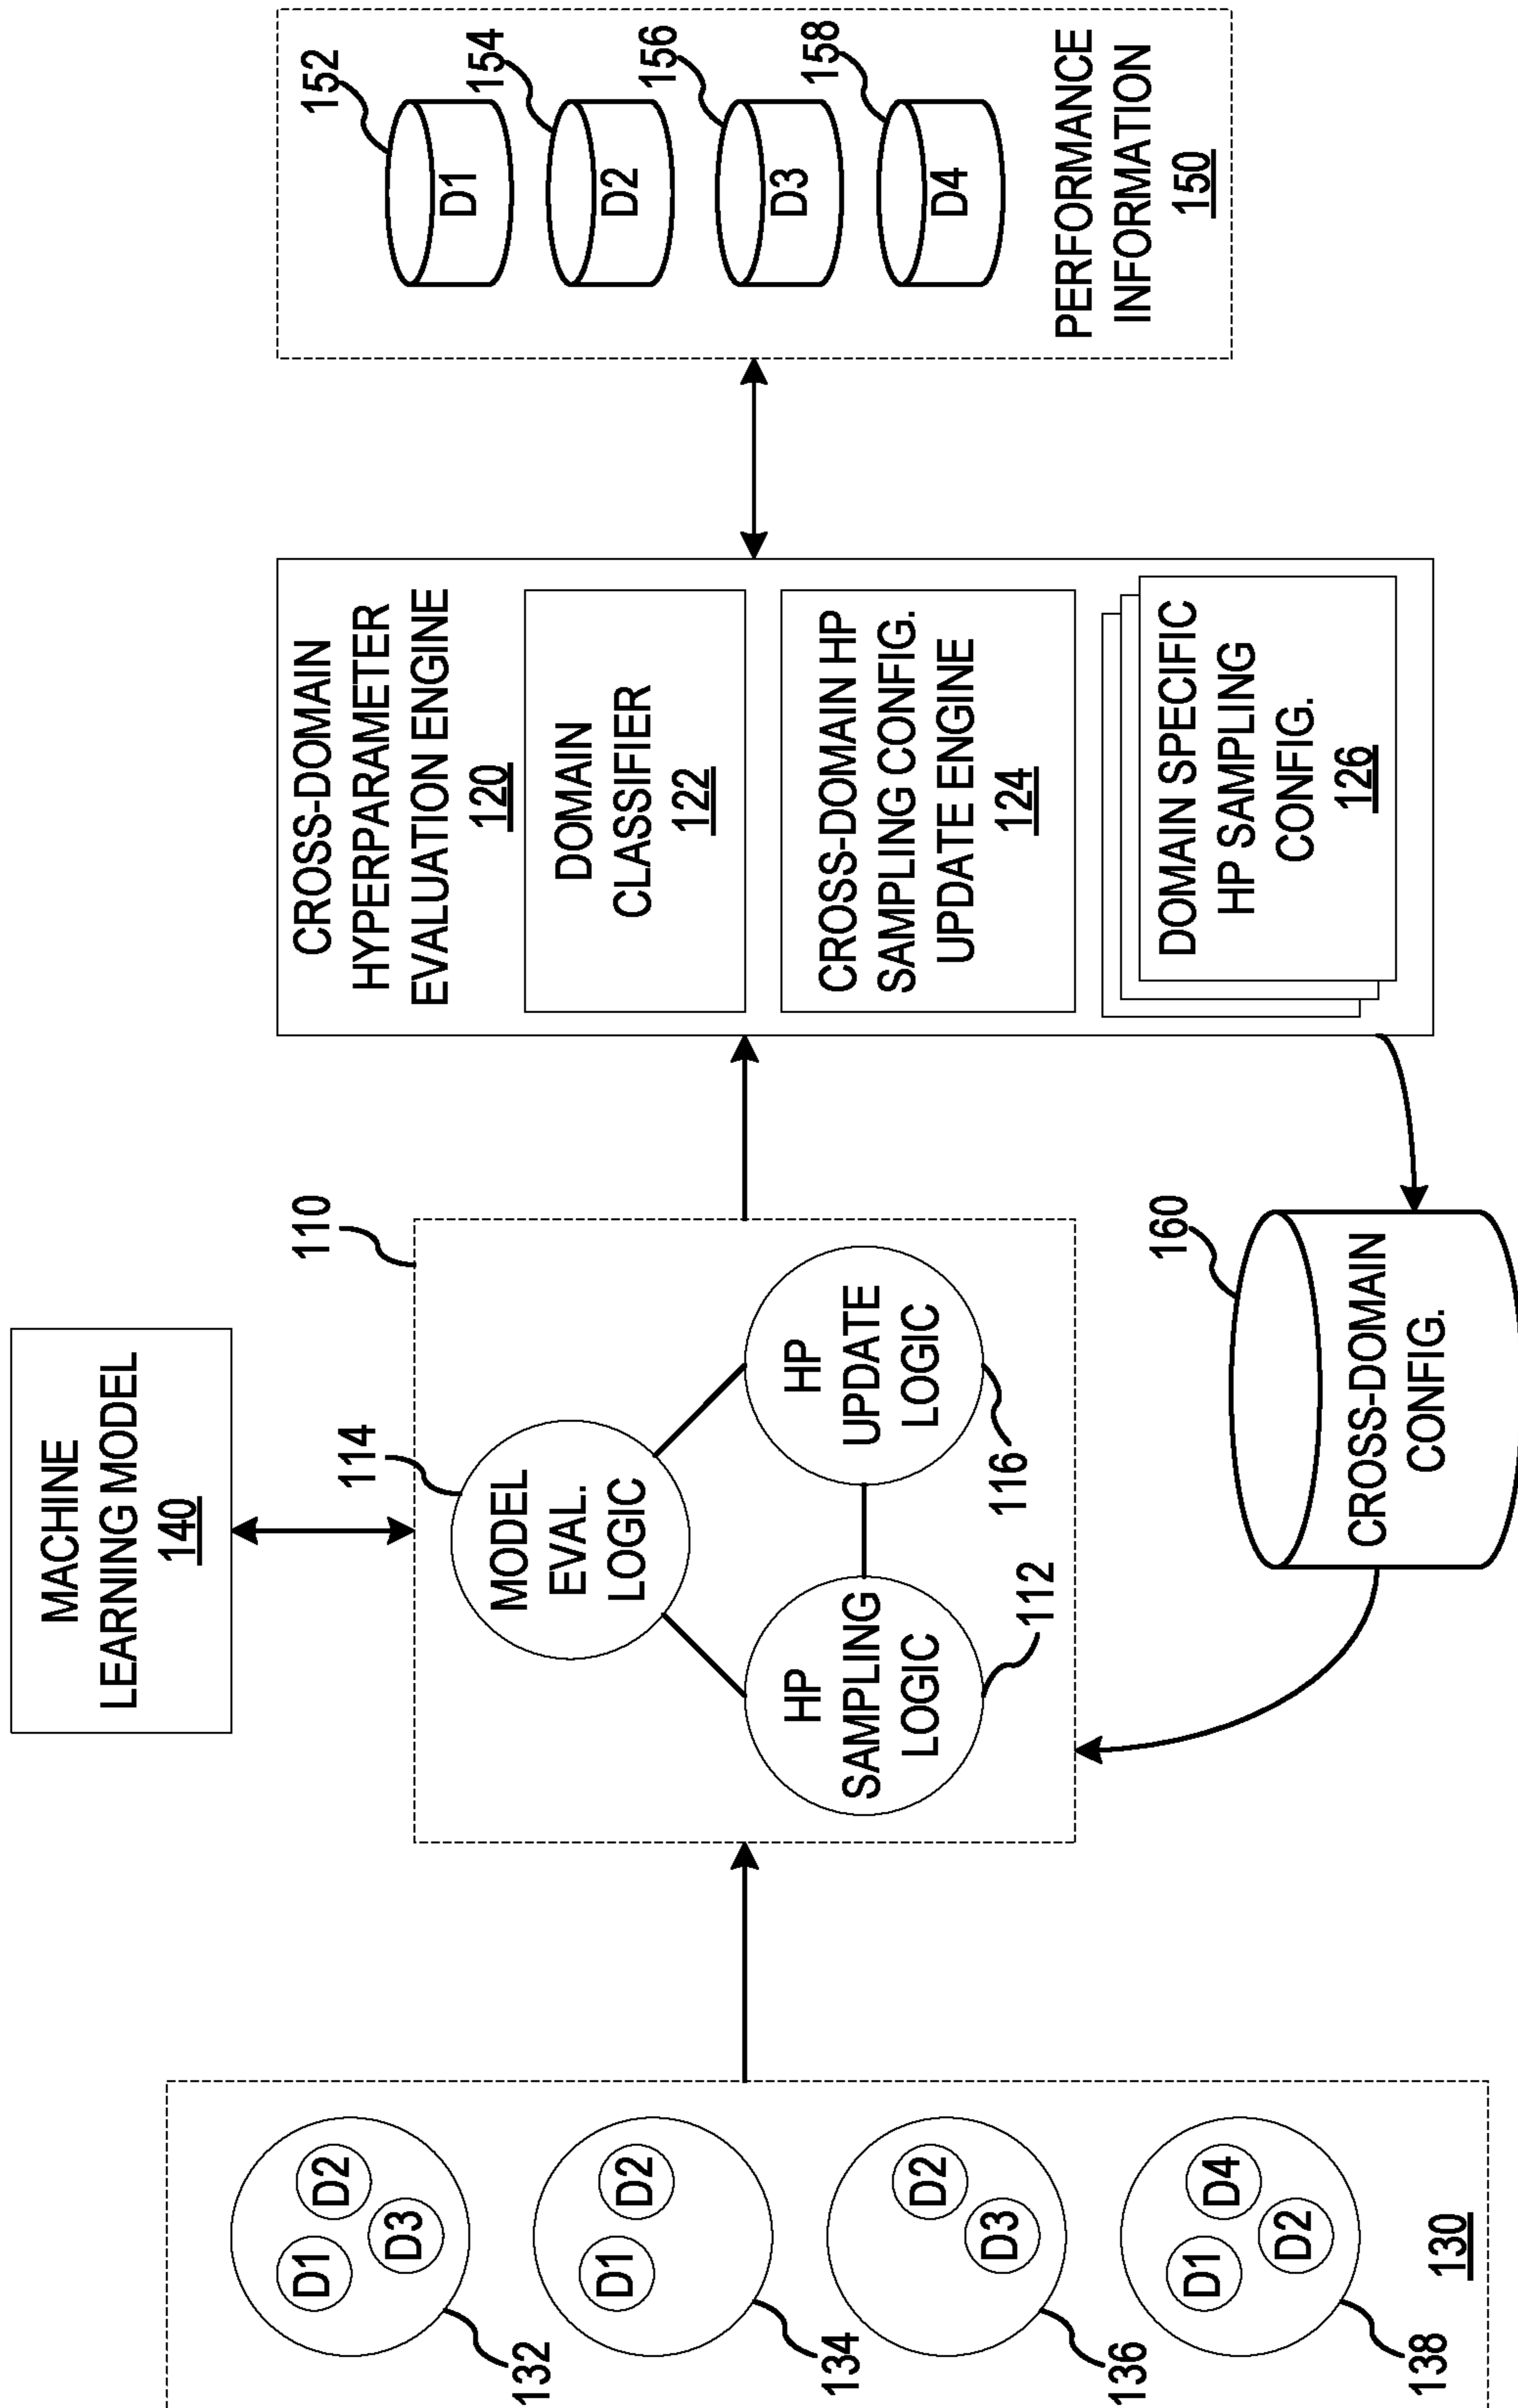 D1
D2
D3
132
D1
D2
134
D2
D3
136
D1
D4
D2
138
130
MACHINE
LEARNING MODEL
140
110
114
MODEL
EVAL.
LOGIC
HP
SAMPLING
LOGIC
112
HP
UPDATE
LOGIC
116
160
CROSS-DOMAIN
CONFIG.
CROSS-DOMAIN
HYPERPARAMETER
EVALUATION ENGINE
120
DOMAIN
CLASSIFIER
122
CROSS-DOMAIN HP
SAMPLING CONFIG.
UPDATE ENGINE
124
DOMAIN SPECIFIC
HP SAMPLING
CONFIG.
126
152
D1
154
D2
156
D3
158
D4
PERFORMANCE
INFORMATION
150